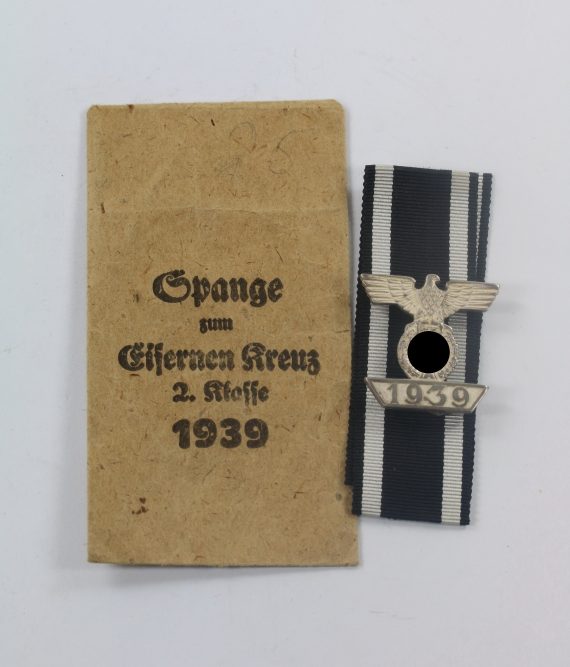 Spange
zum
Eisernen Kreuz
2. Klasse
1939
1939